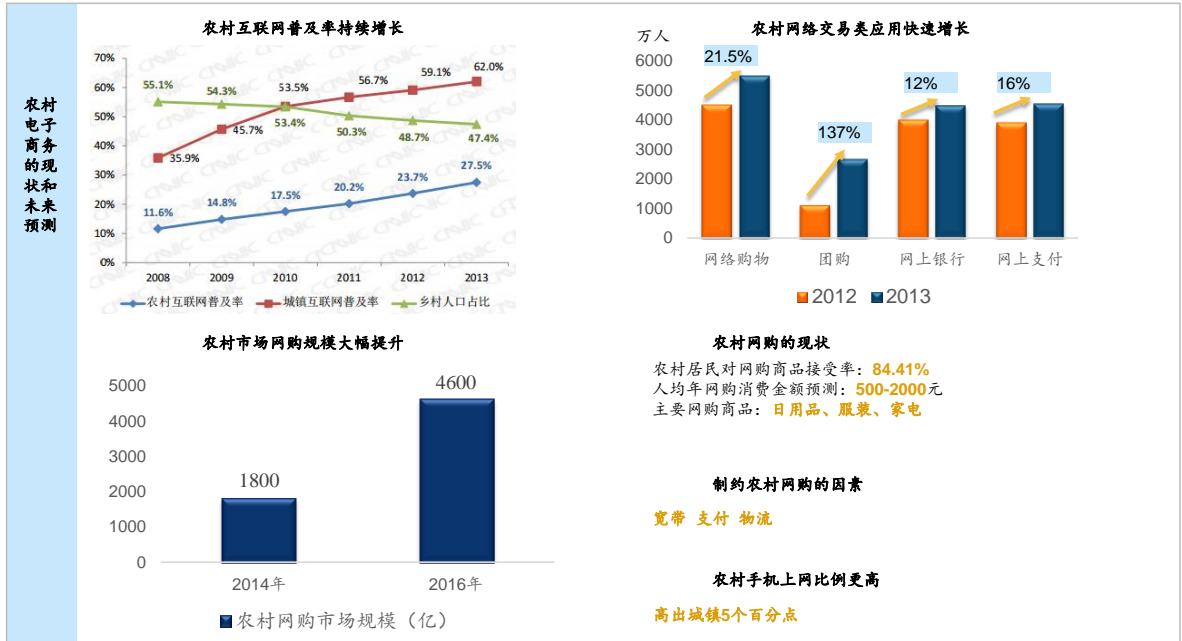 农村
电子
商务
的现
状和
未来
预测
农村互联网普及率持续增长
70%
60%
50%
40%
30%
20%
10%
0%
55.1%
54.3%
53.5%
56.7%
59.1%
62.0%
35.9%
45.7%
53.4%
50.3%
48.7%
47.4%
11.6%
14.8%
17.5%
20.2%
23.7%
27.5%
2008 2009 2010 2011 2012 2013
农村互联网普及率 城镇互联网普及率 乡村人口占比
CNNIC
农村网络交易类应用快速增长
万人
6000
5000
4000
3000
2000
1000
0
21.5%
137%
12%
16%
网络购物 团购 网上银行 网上支付
2012 2013
农村市场网购规模大幅提升
5000
4000
3000
2000
1000
0
1800
4600
2014年 2016年
农村网购市场规模（亿）
农村网购的现状
农村居民对网购商品接受率：84.41%
人均年网购消费金额预测：500-2000元
主要网购商品：日用品、服装、家电
制约农村网购的因素
宽带 支付 物流
农村手机上网比例更高
高出城镇5个百分点